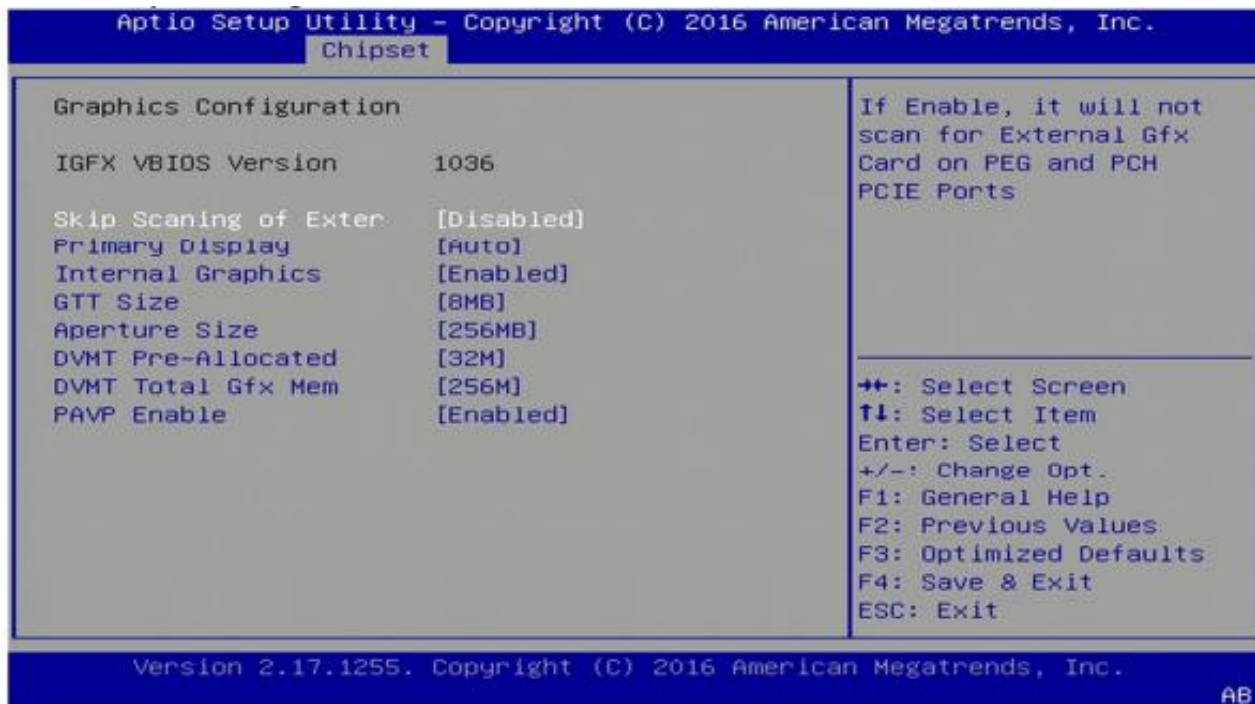 Aptio Setup Utility – Copyright (C) 2016 American Megatrends, Inc.
Chipset
Graphics Configuration
IGFX VBIOS Version 1036
Skip Scaning of Exter [Disabled]
Primary Display [Auto]
Internal Graphics [Enabled]
GTT Size [8MB]
Aperture Size [256MB]
DVMT Pre-Allocated [32M]
DVMT Total Gfx Mem [256M]
PAVP Enable [Enabled]
If Enable, it will not
scan for External Gfx
Card on PEG and PCH
PCIE Ports
→←: Select Screen
↑↓: Select Item
Enter: Select
+/-: Change Opt.
F1: General Help
F2: Previous Values
F3: Optimized Defaults
F4: Save & Exit
ESC: Exit
Version 2.17.1255. Copyright (C) 2016 American Megatrends, Inc.
AB